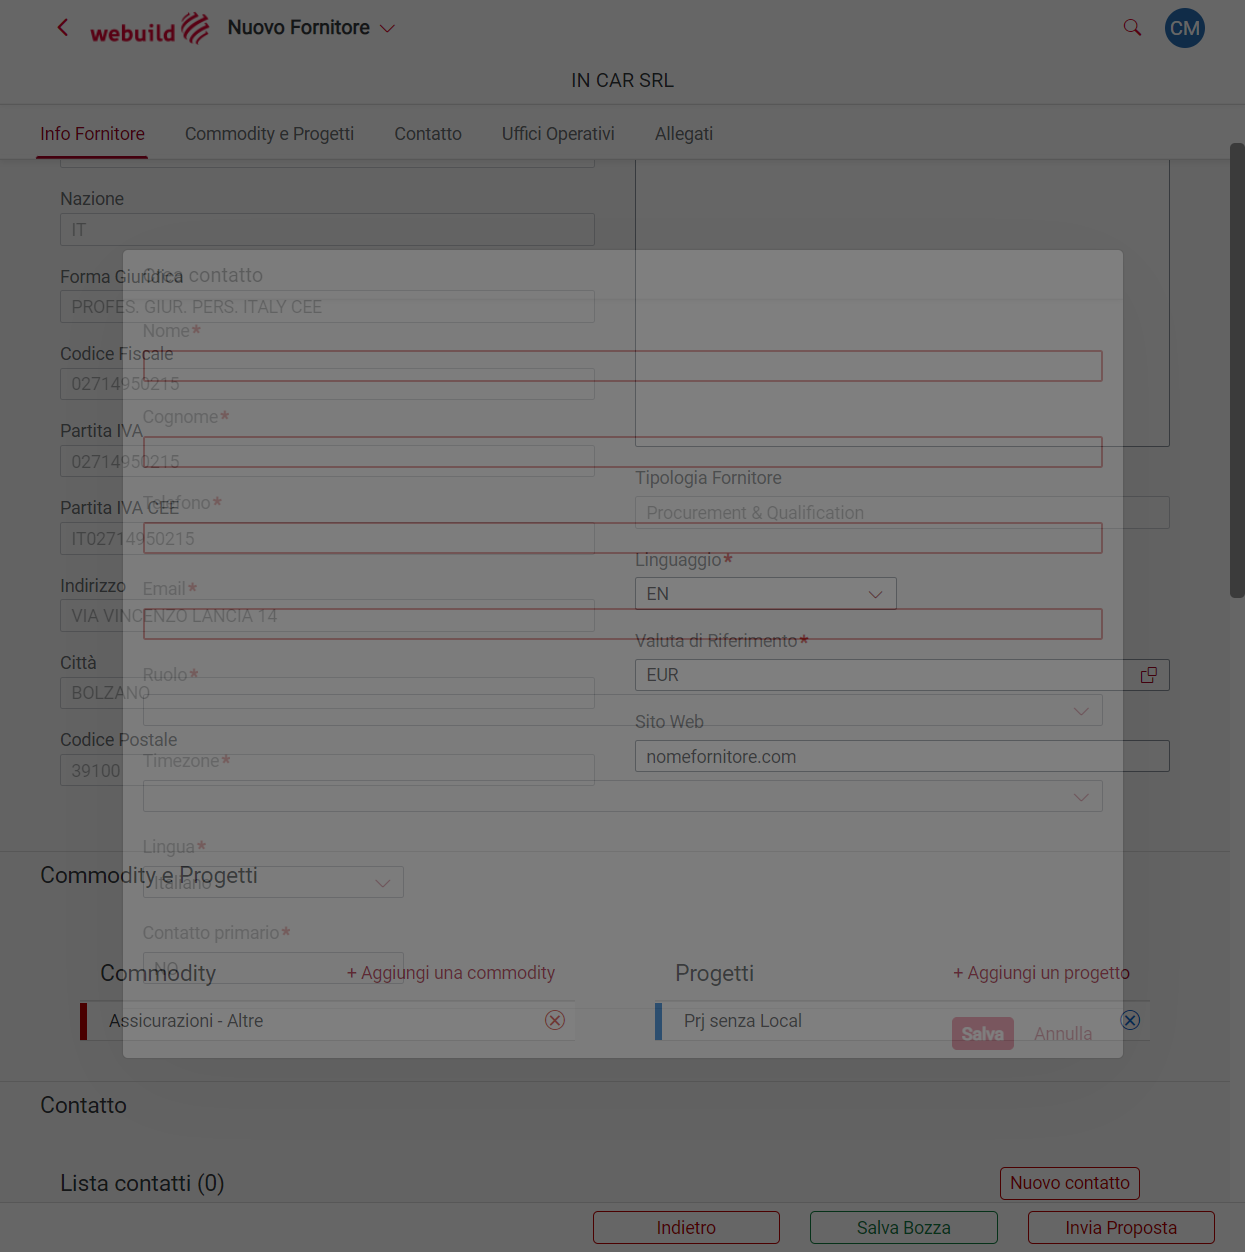 webuild
Nuovo Fornitore
CM
IN CAR SRL
Info Fornitore
Commodity e Progetti
Contatto
Uffici Operativi
Allegati
Nazione
IT
Forma Giuridica
PROFES. GIUR. PERS. ITALY CEE
Codice Fiscale
02714950215
Partita IVA
02714950215
Partita IVA CEE
IT02714950215
Indirizzo
VIA VINCENZO LANCIA 14
Città
BOLZANO
Codice Postale
39100
Tipologia Fornitore
Procurement & Qualification
Linguaggio*
EN
Valuta di Riferimento*
EUR
Sito Web
nomefornitore.com
Crea contatto
Nome*
Cognome*
Telefono*
Email*
Ruolo*
Timezone*
Lingua*
Italiano
Contatto primario*
NO
Salva
Annulla
Commodity e Progetti
Commodity
+ Aggiungi una commodity
Assicurazioni - Altre
Progetti
+ Aggiungi un progetto
Prj senza Local
Contatto
Lista contatti (0)
Nuovo contatto
Indietro
Salva Bozza
Invia Proposta